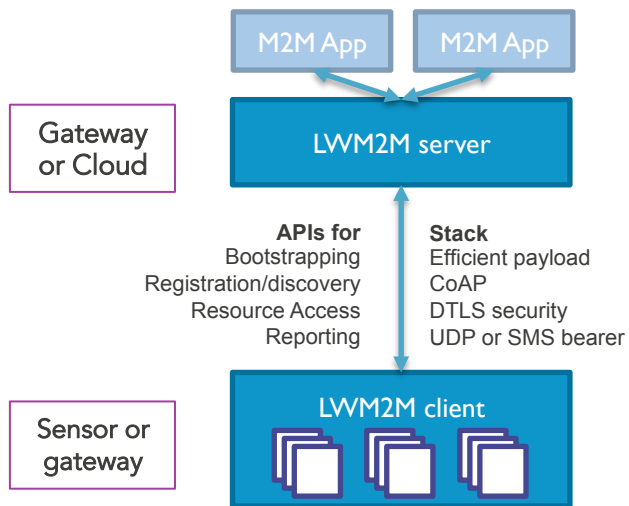 M2M App
M2M App
Gateway
or Cloud
LWM2M server
APIs for
Bootstrapping
Registration/discovery
Resource Access
Reporting
Stack
Efficient payload
CoAP
DTLS security
UDP or SMS bearer
Sensor or
gateway
LWM2M client